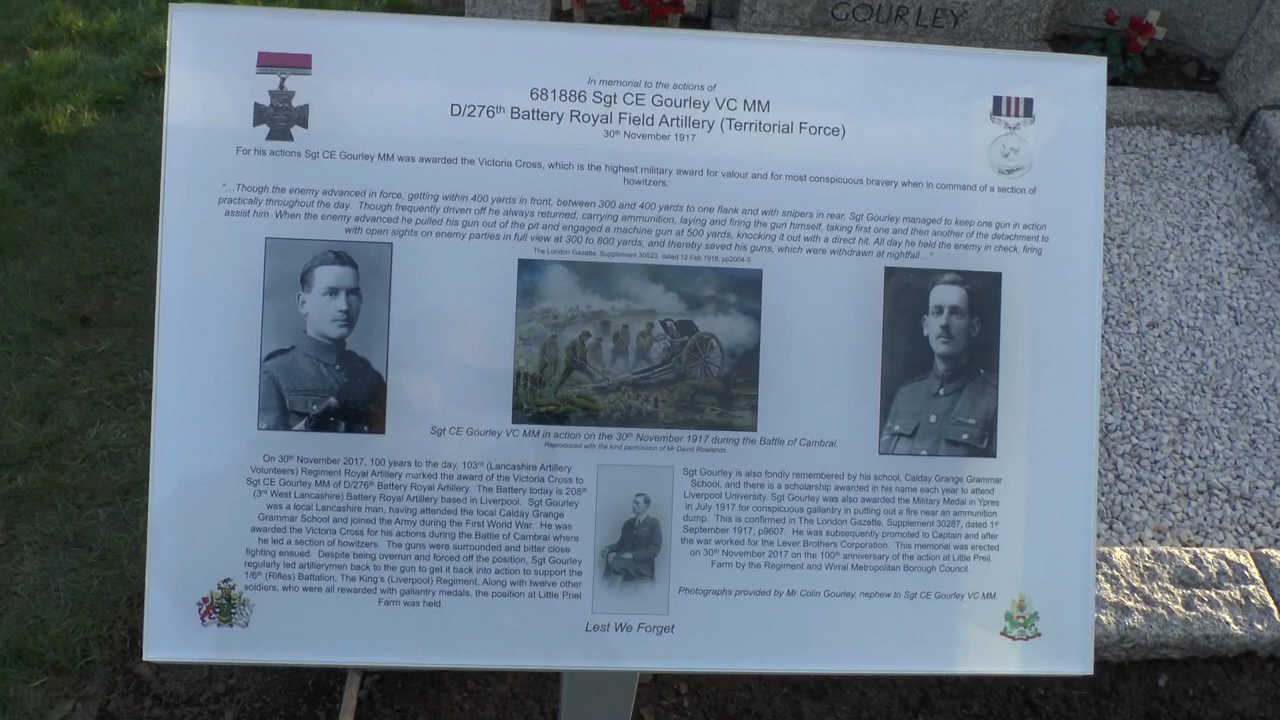 GOURLEY
In memorial to the actions of
681886 Sgt CE Gourley VC MM
D/276th Battery Royal Field Artillery (Territorial Force)
30th November 1917
For his actions Sgt CE Gourley MM was awarded the Victoria Cross, which is the highest military award for valour and for most conspicuous bravery when in command of a section of
howitzers:
"...Though the enemy advanced in force, getting within 400 yards in front, between 300 and 400 yards to one flank and with snipers in rear, Sgt Gourley managed to keep one gun in action
practically throughout the day. Though frequently driven off he always returned, carrying ammunition, laying and firing the gun himself, taking first one and then another of the detachment to
assist him. When the enemy advanced he pulled his gun out of the pit and engaged a machine gun at 500 yards, knocking it out with a direct hit. All day he held the enemy in check, firing
with open sights on enemy parties in full view at 300 to 800 yards, and thereby saved his guns, which were withdrawn at nightfall..."
The London Gazette, Supplement 30523, dated 12 Feb 1918, pp2004-5
Sgt CE Gourley VC MM in action on the 30th November 1917 during the Battle of Cambrai.
Reproduced with the kind permission of Mr David Rowlands.
On 30th November 2017, 100 years to the day, 103rd (Lancashire Artillery
Volunteers) Regiment Royal Artillery marked the award of the Victoria Cross to
Sgt CE Gourley MM of D/276th Battery Royal Artillery. The Battery today is 208th
(3rd West Lancashire) Battery Royal Artillery based in Liverpool. Sgt Gourley
was a local Lancashire man, having attended the local Calday Grange
Grammar School and joined the Army during the First World War. He was
awarded the Victoria Cross for his actions during the Battle of Cambrai where
he led a section of howitzers. The guns were surrounded and bitter close
fighting ensued. Despite being overrun and forced off the position, Sgt Gourley
regularly led artillerymen back to the gun to get it back into action to support the
1/6th (Rifles) Battalion, The King's (Liverpool) Regiment. Along with twelve other
soldiers, who were all rewarded with gallantry medals, the position at Little Priel
Farm was held.
Sgt Gourley is also fondly remembered by his school, Calday Grange Grammar
School, and there is a scholarship awarded in his name each year to attend
Liverpool University. Sgt Gourley was also awarded the Military Medal in Ypres
in July 1917 for conspicuous gallantry in putting out a fire near an ammunition
dump. This is confirmed in The London Gazette, Supplement 30287, dated 1st
September 1917, p9607. He was subsequently promoted to Captain and after
the war worked for the Lever Brothers Corporation. This memorial was erected
on 30th November 2017 on the 100th anniversary of the action at Little Priel
Farm by the Regiment and Wirral Metropolitan Borough Council.
Photographs provided by Mr Colin Gourley, nephew to Sgt CE Gourley VC MM.
Lest We Forget